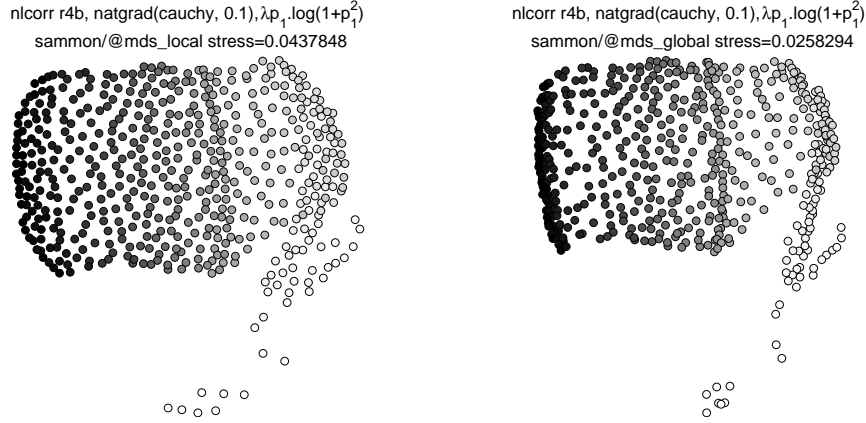 nlcorr r4b, natgrad(cauchy, 0.1),λp₁.log(1+p₁²)
sammon/@mds_local stress=0.0437848
nlcorr r4b, natgrad(cauchy, 0.1),λp₁.log(1+p₁²)
sammon/@mds_global stress=0.0258294